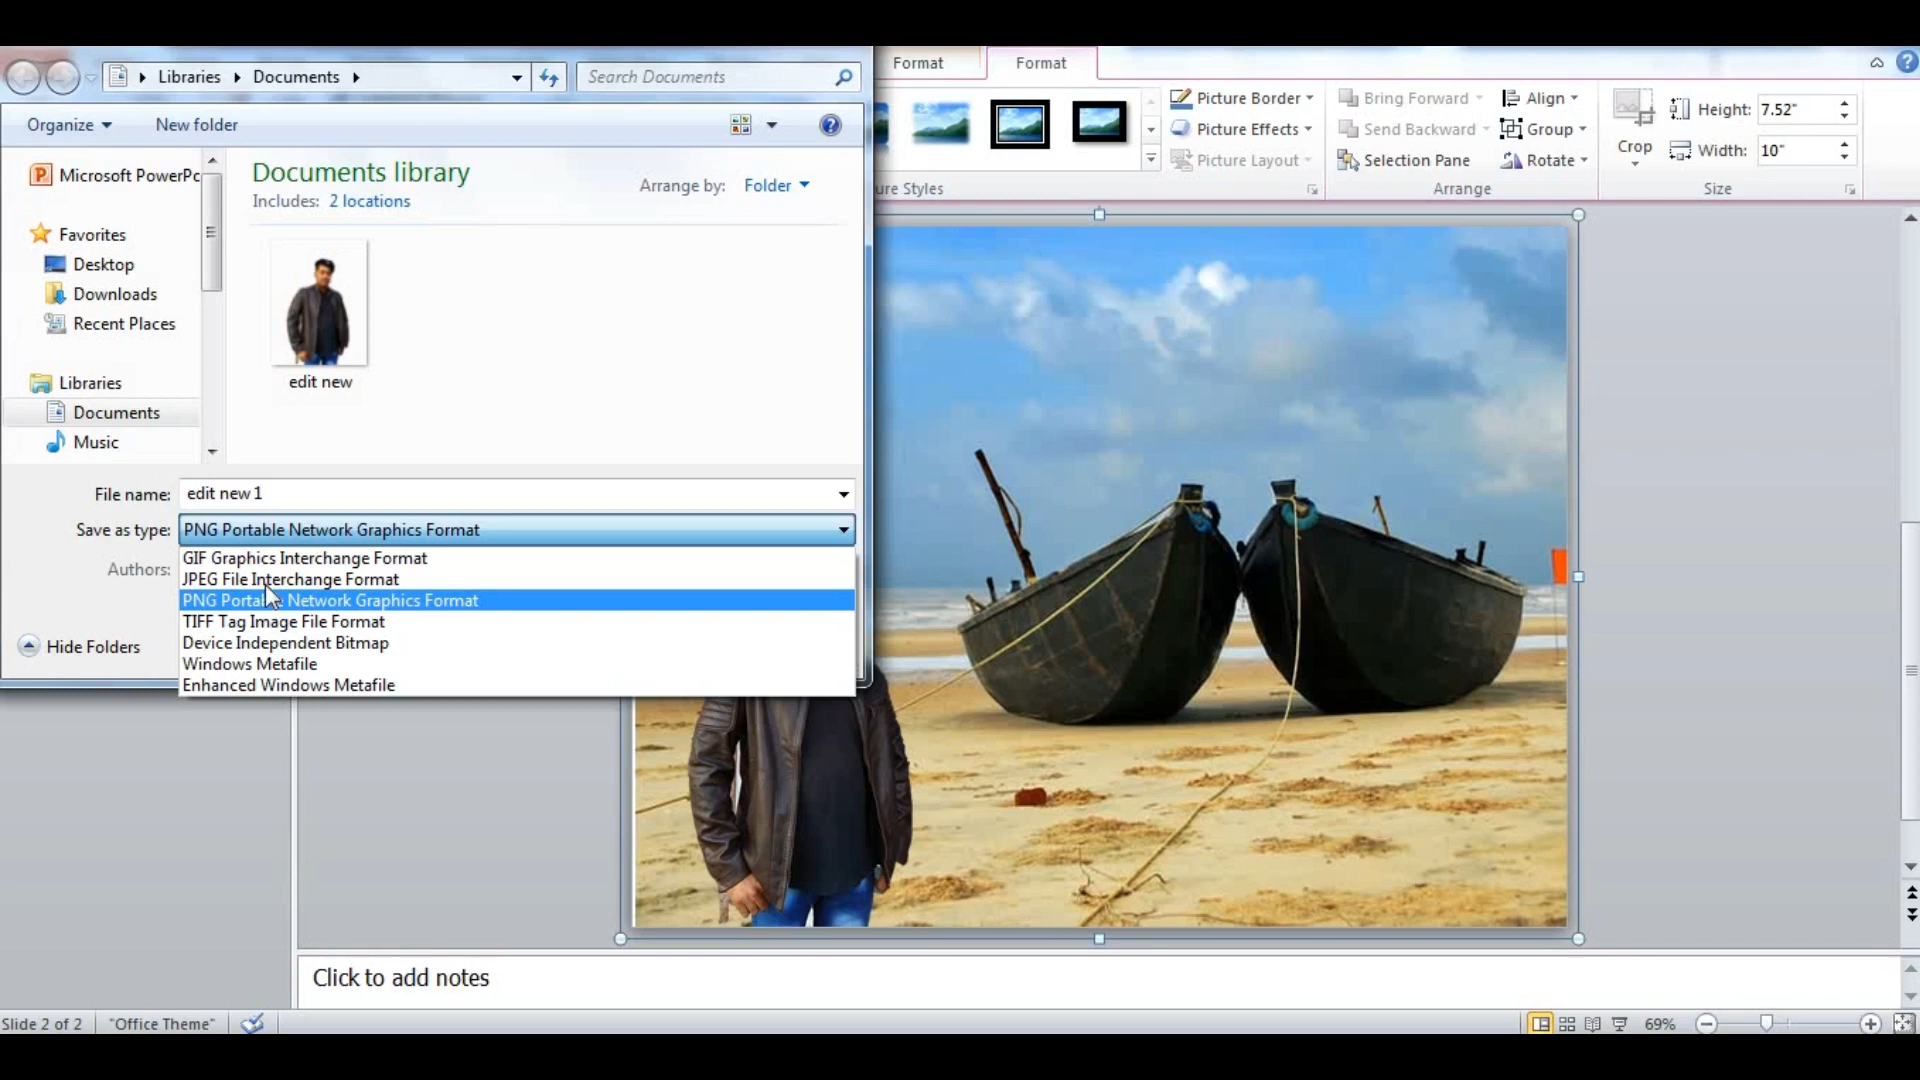 Libraries Documents
Search Documents
Format
Format
Organize
New folder
Picture Border
Picture Effects
Picture Layout
Bring Forward
Send Backward
Selection Pane
Align
Group
Rotate
Crop
Height: 7.52"
Width: 10"
ure Styles
Arrange
Size
Microsoft PowerPo
Favorites
Desktop
Downloads
Recent Places
Libraries
Documents
Music
Documents library
Includes: 2 locations
Arrange by: Folder
edit new
File name: edit new 1
Save as type: PNG Portable Network Graphics Format
Authors:
GIF Graphics Interchange Format
JPEG File Interchange Format
PNG Portable Network Graphics Format
TIFF Tag Image File Format
Device Independent Bitmap
Windows Metafile
Enhanced Windows Metafile
Hide Folders
Click to add notes
Slide 2 of 2
"Office Theme"
69%